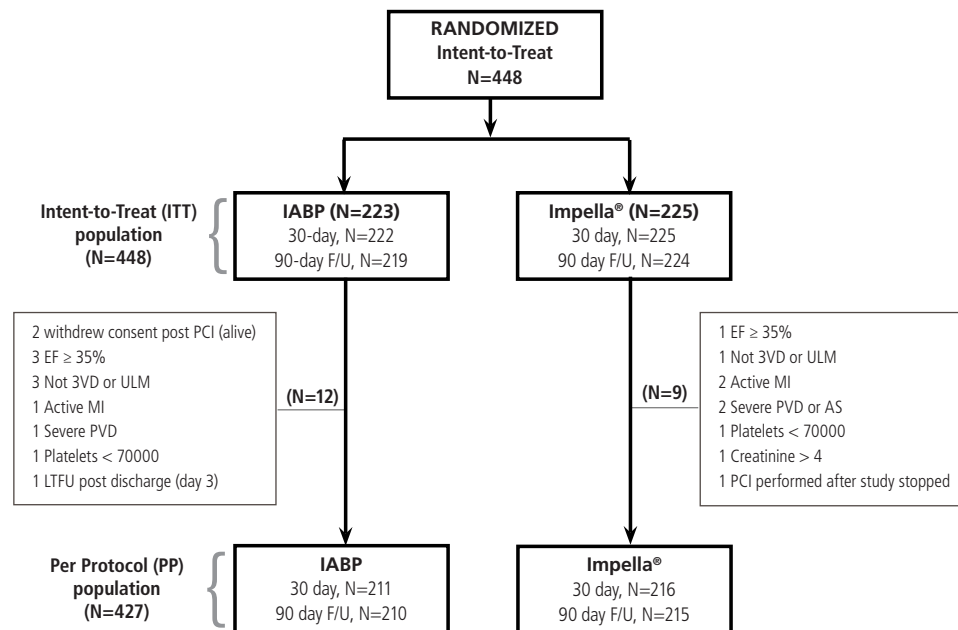 RANDOMIZED
Intent-to-Treat
N=448
Intent-to-Treat (ITT)
population
(N=448)
IABP (N=223)
30-day, N=222
90-day F/U, N=219
Impella® (N=225)
30 day, N=225
90 day F/U, N=224
2 withdrew consent post PCI (alive)
3 EF ≥ 35%
3 Not 3VD or ULM
1 Active MI
1 Severe PVD
1 Platelets < 70000
1 LTFU post discharge (day 3)
(N=12)
(N=9)
1 EF ≥ 35%
1 Not 3VD or ULM
2 Active MI
2 Severe PVD or AS
1 Platelets < 70000
1 Creatinine > 4
1 PCI performed after study stopped
Per Protocol (PP)
population
(N=427)
IABP
30 day, N=211
90 day F/U, N=210
Impella®
30 day, N=216
90 day F/U, N=215